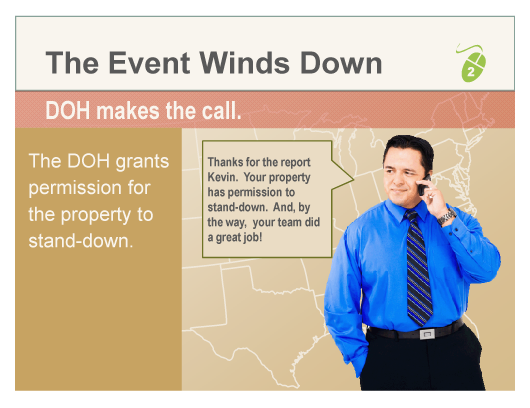 The Event Winds Down
2
DOH makes the call.
The DOH grants
permission for
the property to
stand-down.
Thanks for the report
Kevin.  Your property
has permission to
stand-down.  And, by
the way,  your team did
a great job!